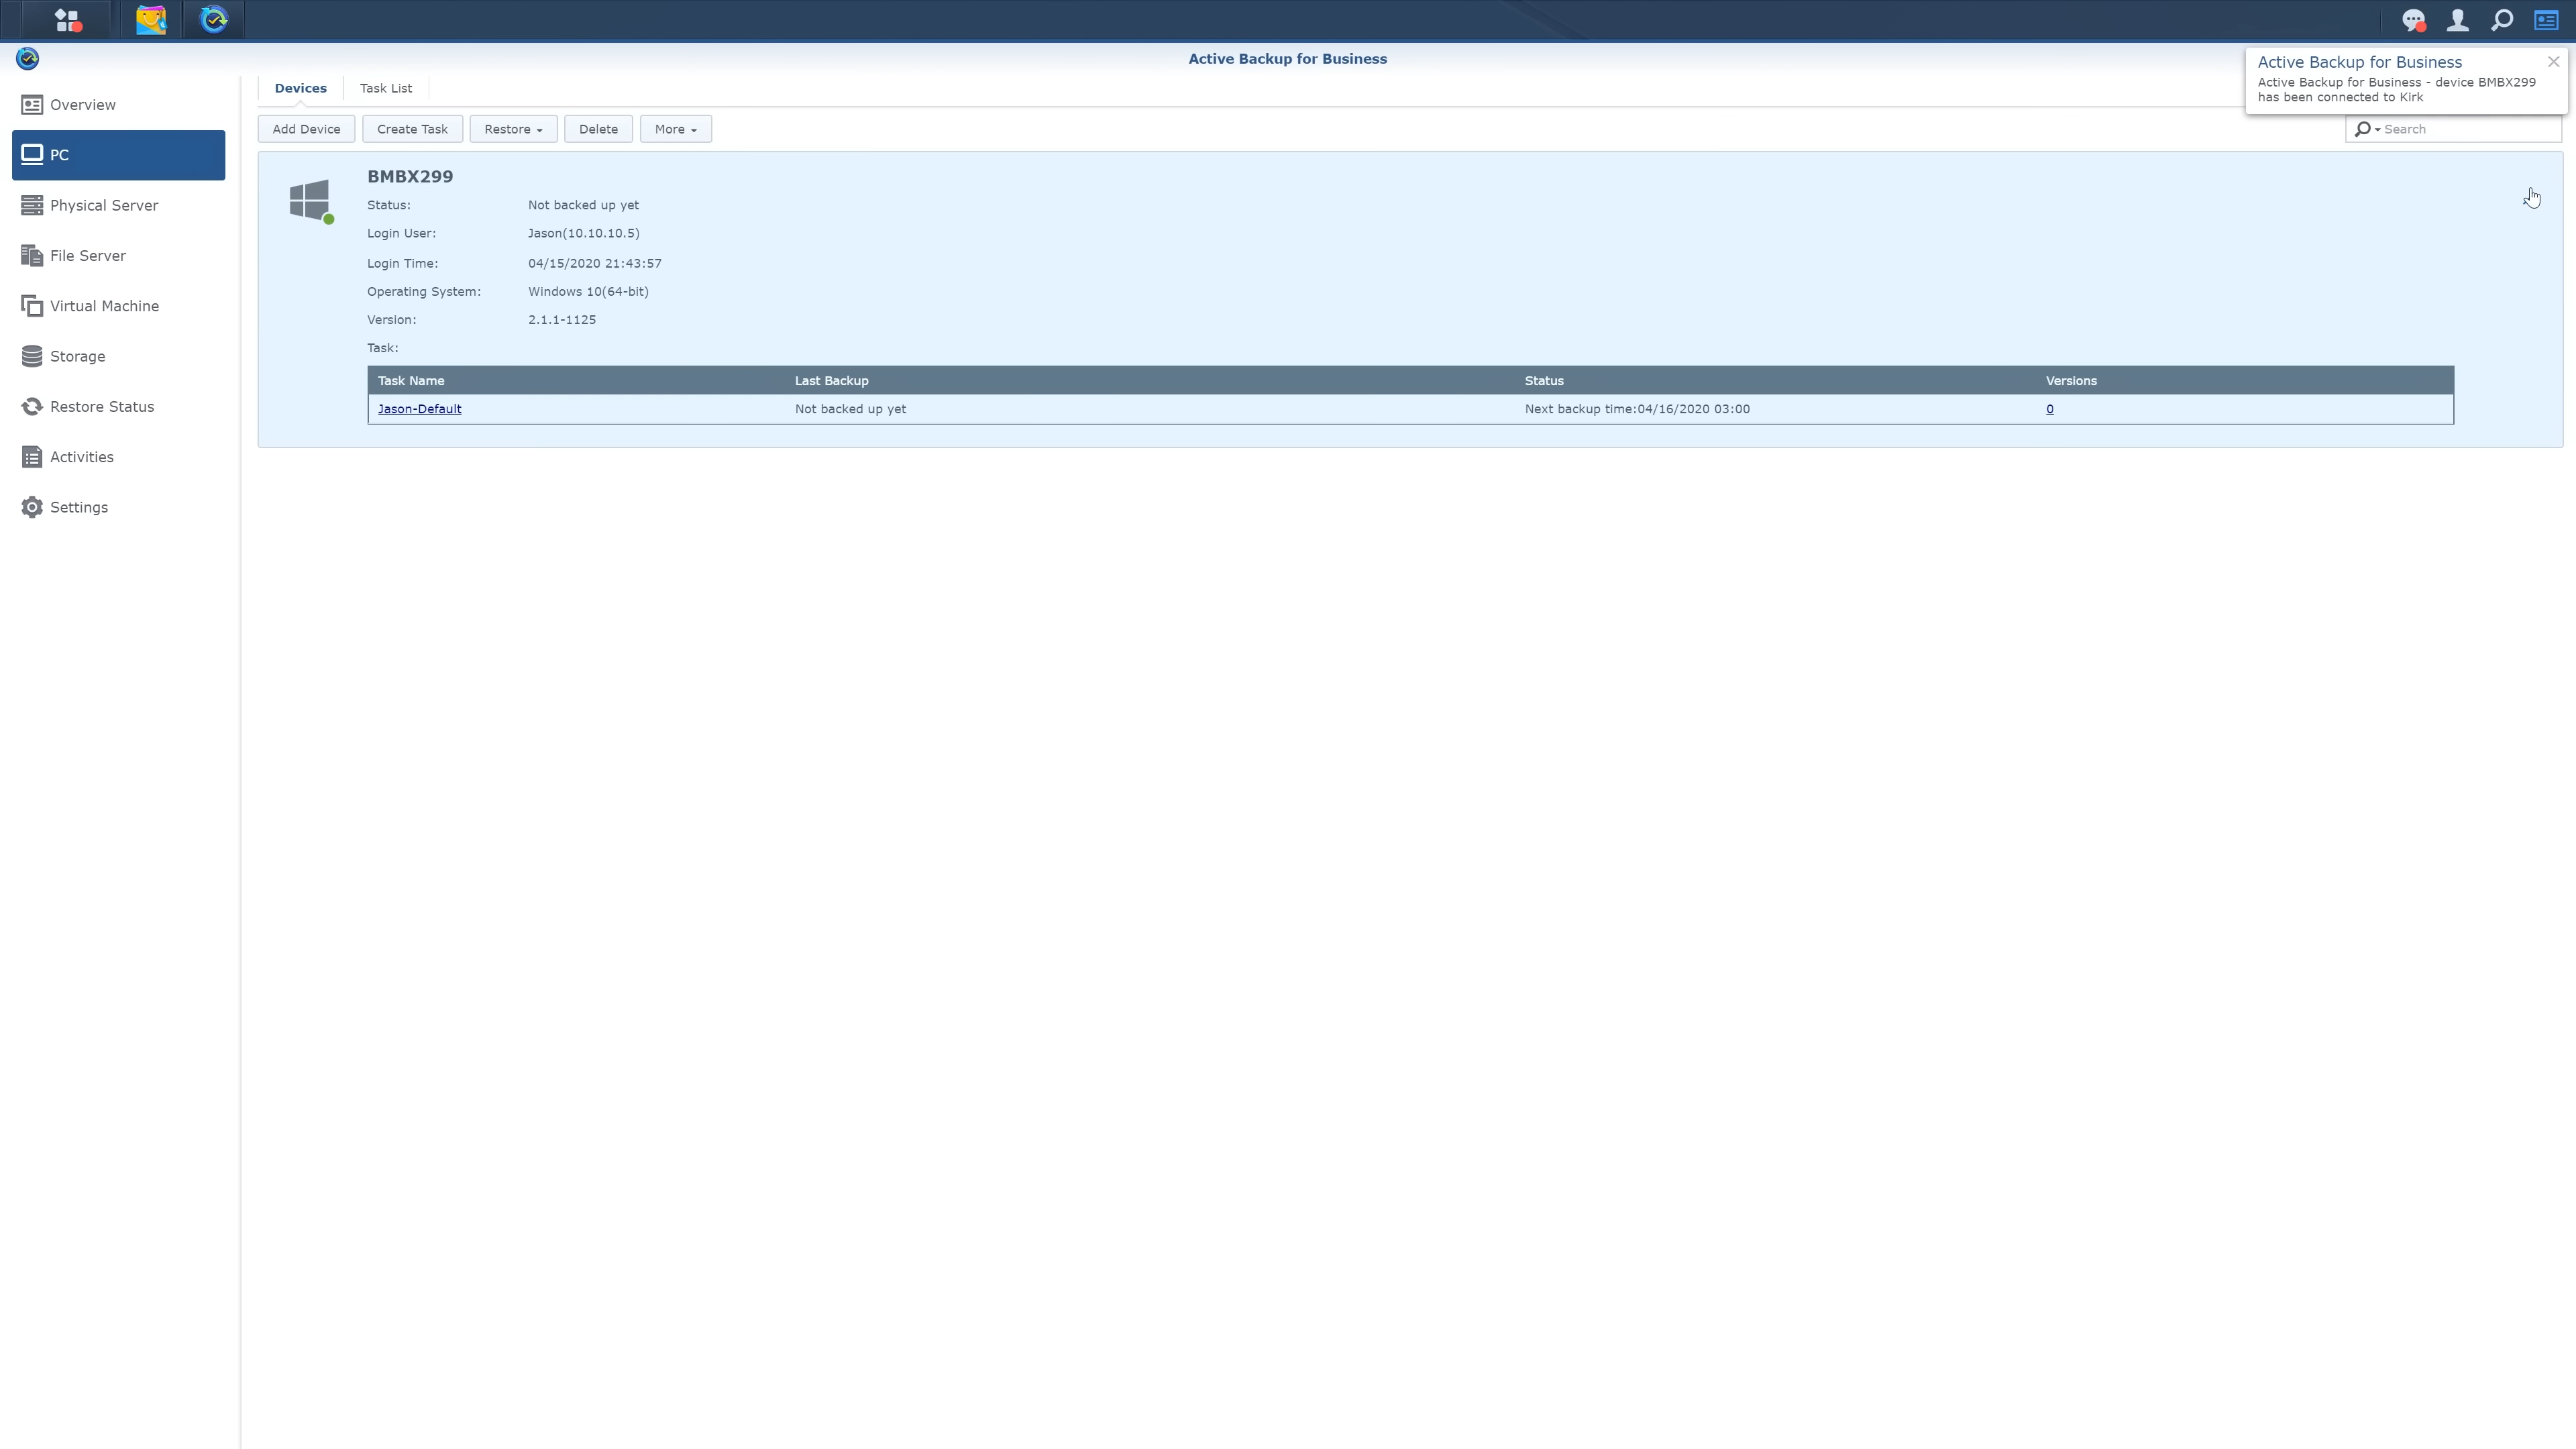 Active Backup for Business
Active Backup for Business
Active Backup for Business - device BMBX299
has been connected to Kirk
Overview
PC
Physical Server
File Server
Virtual Machine
Storage
Restore Status
Activities
Settings
Devices Task List
Add Device Create Task Restore Delete More Search
BMBX299
Status: Not backed up yet
Login User: Jason(10.10.10.5)
Login Time: 04/15/2020 21:43:57
Operating System: Windows 10(64-bit)
Version: 2.1.1-1125
Task:
Task Name Last Backup Status Versions
Jason-Default Not backed up yet Next backup time:04/16/2020 03:00 0